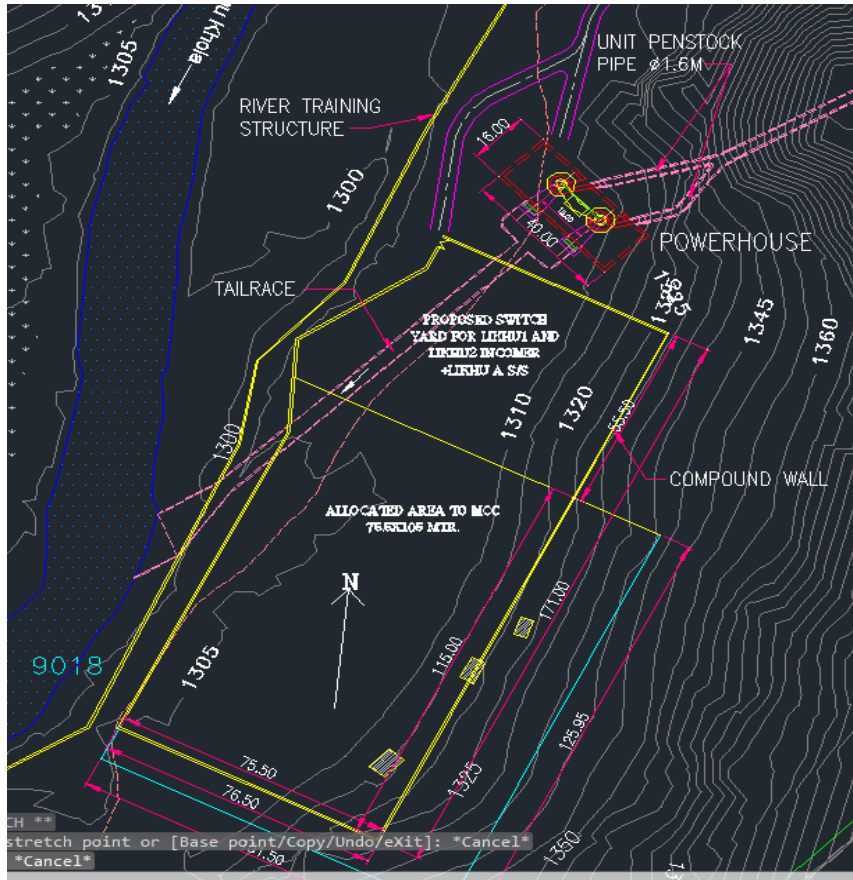 1305
u Khola
UNIT PENSTOCK
PIPE ø1.6M
RIVER TRAINING
STRUCTURE
16.00
1300
40.00
POWERHOUSE
TAILRACE
PROPOSED SWITCH
YARD FOR LIKHU1 AND
LIKHU2 INCOMER
+LIKHU A S/S
1345
1360
1310
1320
55.50
1300
COMPOUND WALL
ALLOCATED AREA TO MCC
N
171.00
115.00
9018
1305
125.95
75.50
76.50
1325
1350
CH **
stretch point or [Base point/Copy/Undo/eXit]: *Cancel*
*Cancel*